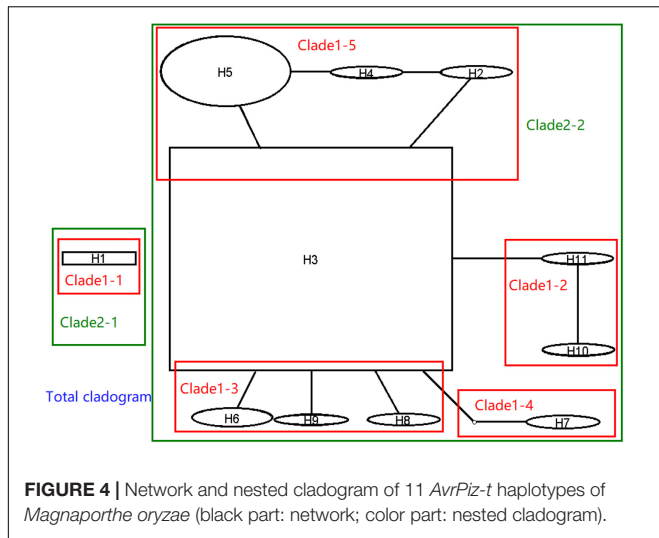 Clade1-5
H5
H4
H2
Clade2-2
H3
H1
Clade1-1
Clade2-1
H11
Clade1-2
H10
Total cladogram
Clade1-3
H6
H9
H8
Clade1-4
H7
FIGURE 4 | Network and nested cladogram of 11 AvrPiz-t haplotypes of
Magnaporthe oryzae (black part: network; color part: nested cladogram).